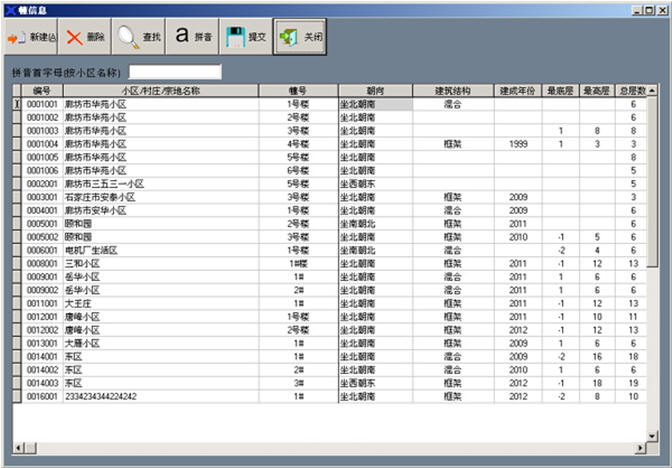 幢信息
新建(A) 删除 查找 a 拼音 提交 关闭
拼音首字母(按小区名称)
编号 小区/村庄/宗地名称 幢号 朝向 建筑结构 建成年份 最底层 最高层 总层数
0001001 廊坊市华苑小区 1号楼 坐北朝南 混合 6
0001002 廊坊市华苑小区 2号楼 坐北朝南 6
0001003 廊坊市华苑小区 3号楼 坐北朝南 1 8 8
0001004 廊坊市华苑小区 4号楼 坐北朝南 框架 1999 1 3 3
0001005 廊坊市华苑小区 5号楼 坐北朝南 8
0001006 廊坊市华苑小区 6号楼 坐北朝南 5
0002001 廊坊市三五三一小区 5号楼 坐西朝东 5
0003001 石家庄市安泰小区 3号楼 坐北朝南 框架 2009 3
0004001 廊坊市安华小区 1号楼 坐北朝南 混合 2009 6
0005001 颐和园 2号楼 坐南朝北 框架 2011 6
0005002 颐和园 3号楼 坐北朝南 框架 2010 -1 5 6
0006001 电机厂生活区 1号楼 坐南朝北 混合 -2 4 6
0008001 三和小区 1#楼 坐北朝南 框架 2011 -1 12 13
0009001 岳华小区 1# 坐北朝南 混合 2011 1 6 6
0009002 岳华小区 2# 坐北朝南 混合 2011 1 6 6
0011001 大王庄 1# 坐北朝南 框架 2011 -1 12 13
0012001 唐峰小区 1号楼 坐北朝南 框架 2011 -1 10 11
0012002 唐峰小区 2号楼 坐北朝南 框架 2012 -1 12 13
0013001 大雁小区 1# 坐北朝南 框架 2009 1 6 6
0014001 东区 1# 坐北朝南 混合 2009 -2 16 18
0014002 东区 2# 坐北朝南 混合 2010 1 6 6
0014003 东区 3# 坐西朝东 框架 2012 -1 18 19
0016001 2334234344224242 1# 坐北朝南 框架 2012 -2 8 10